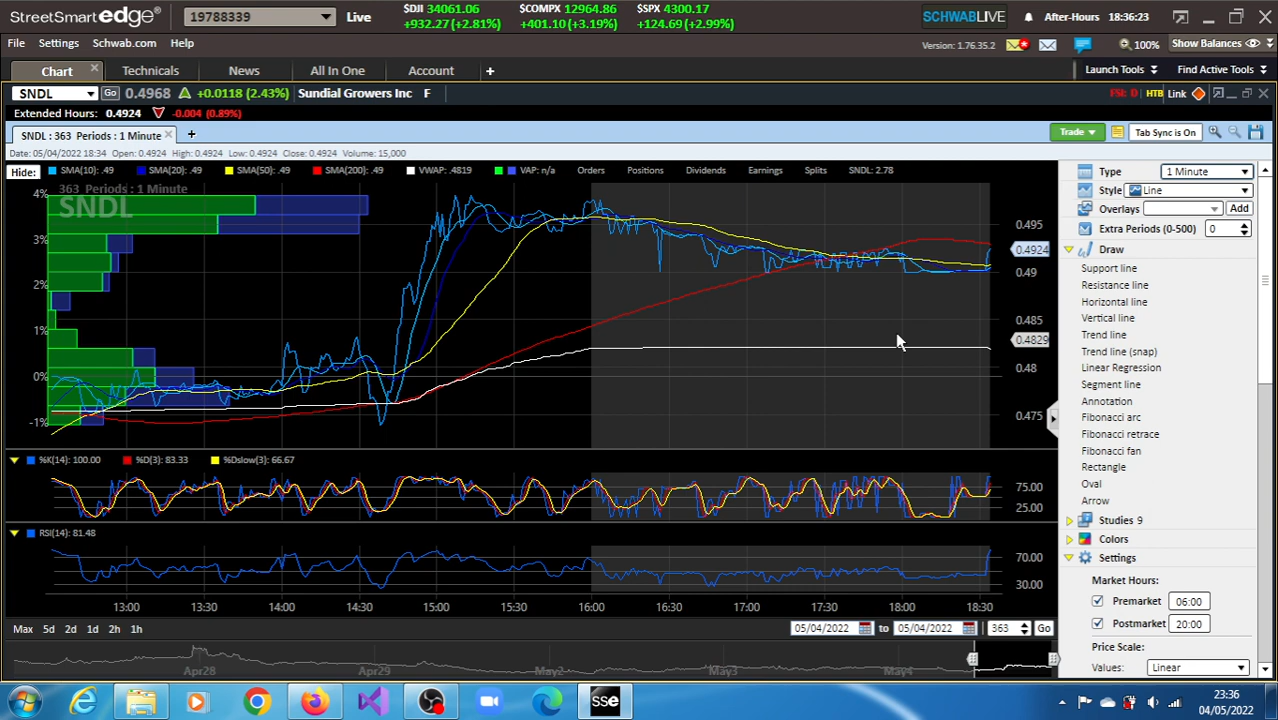 StreetSmart edge®
19788339
Live
$DJI 34061.06
+932.27 (+2.81%)
$COMPX 12964.86
+401.10 (+3.19%)
$SPX 4300.17
+124.69 (+2.99%)
SCHWABLIVE
After-Hours
18:36:23
File Settings Schwab.com Help
Version: 1.76.35.2
100%
Show Balances
Chart Technicals News All In One Account +
Launch Tools
Find Active Tools
SNDL
Go
0.4968 +0.0118 (2.43%) Sundial Growers Inc F
FSI: D HTB Link
Extended Hours: 0.4924 -0.004 (0.89%)
SNDL : 363 Periods : 1 Minute
+
Trade
Tab Sync is On
Date: 05/04/2022 18:34 Open: 0.4924 High: 0.4924 Low: 0.4924 Close: 0.4924 Volume: 15,000
Hide: SMA(10): .49 SMA(20): .49 SMA(50): .49 SMA(200): .49 VWAP: .4819 VAP: n/a Orders Positions Dividends Earnings Splits SNDL: 2.78
363 Periods : 1 Minute
SNDL
4%
3%
2%
1%
0%
-1%
0.495
0.4924
0.49
0.485
0.4829
0.48
0.475
%K(14): 100.00 %D(3): 83.33 %Dslow(3): 66.67
75.00
25.00
RSI(14): 81.48
70.00
30.00
13:00 13:30 14:00 14:30 15:00 15:30 16:00 16:30 17:00 17:30 18:00 18:30
Max 5d 2d 1d 2h 1h
05/04/2022 to 05/04/2022 363 Go
Apr28 Apr29 May2 May3 May4
Type 1 Minute
Style Line
Overlays Add
Extra Periods (0-500) 0
Draw
Support line
Resistance line
Horizontal line
Vertical line
Trend line
Trend line (snap)
Linear Regression
Segment line
Annotation
Fibonacci arc
Fibonacci retrace
Fibonacci fan
Rectangle
Oval
Arrow
Studies 9
Colors
Settings
Market Hours:
Premarket 06:00
Postmarket 20:00
Price Scale:
Values: Linear
SSE
23:36
04/05/2022